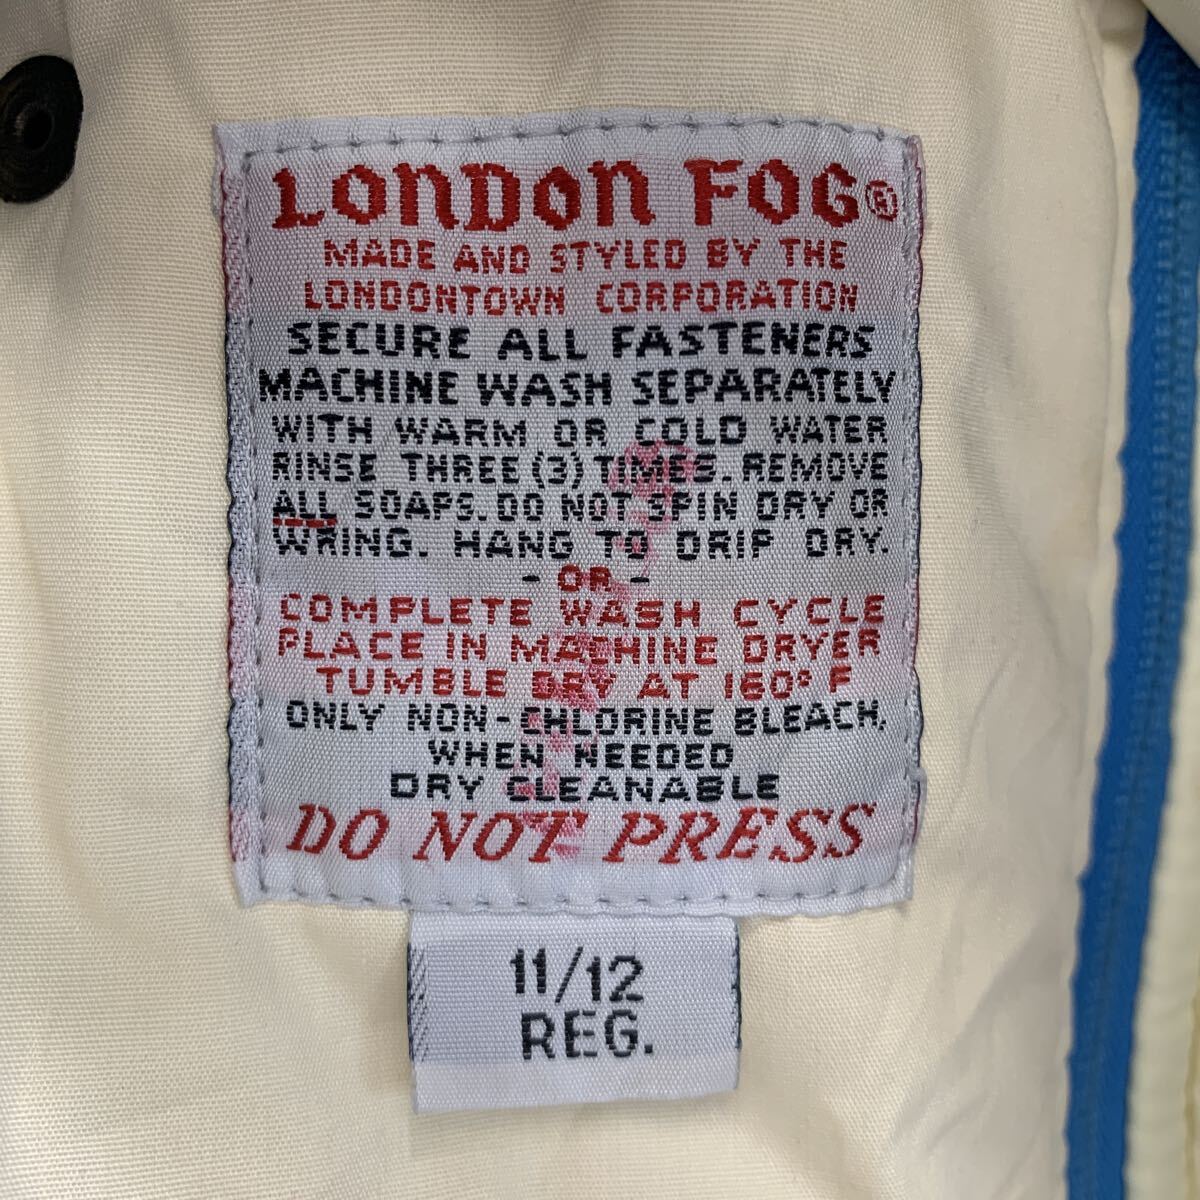 LONDON FOG®
MADE AND STYLED BY THE
LONDONTOWN CORPORATION
SECURE ALL FASTENERS
MACHINE WASH SEPARATELY
WITH WARM OR COLD WATER
RINSE THREE (3) TIMES. REMOVE
ALL SOAPS. DO NOT SPIN DRY OR
WRING. HANG TO DRIP DRY.
- OR -
COMPLETE WASH CYCLE
PLACE IN MACHINE DRYER
TUMBLE DRY AT 160° F
ONLY NON-CHLORINE BLEACH,
WHEN NEEDED
DRY CLEANABLE
DO NOT PRESS
11/12
REG.